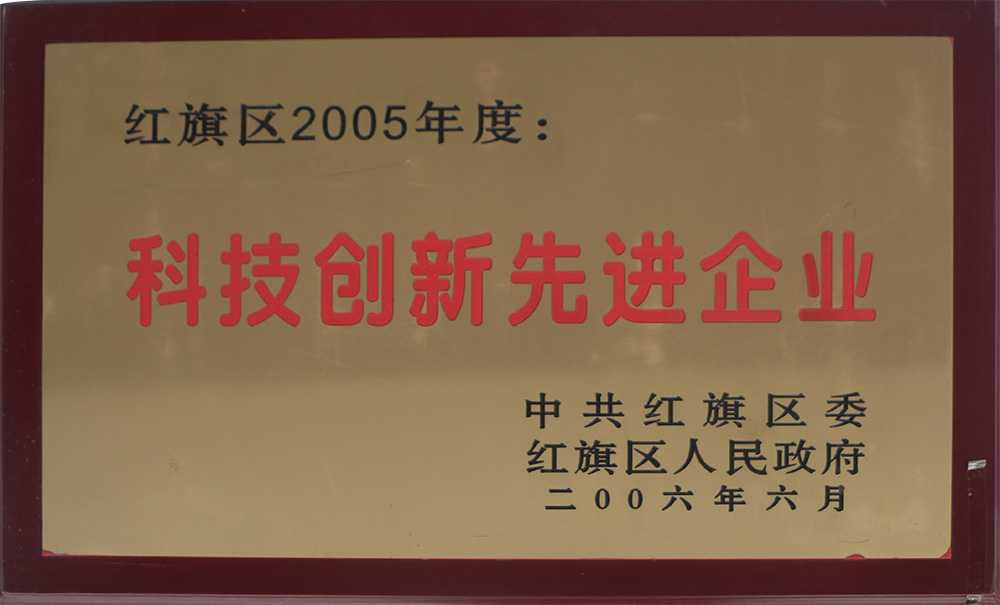 红旗区2005年度：
科技创新先进企业
中共红旗区委
红旗区人民政府
二00六年六月